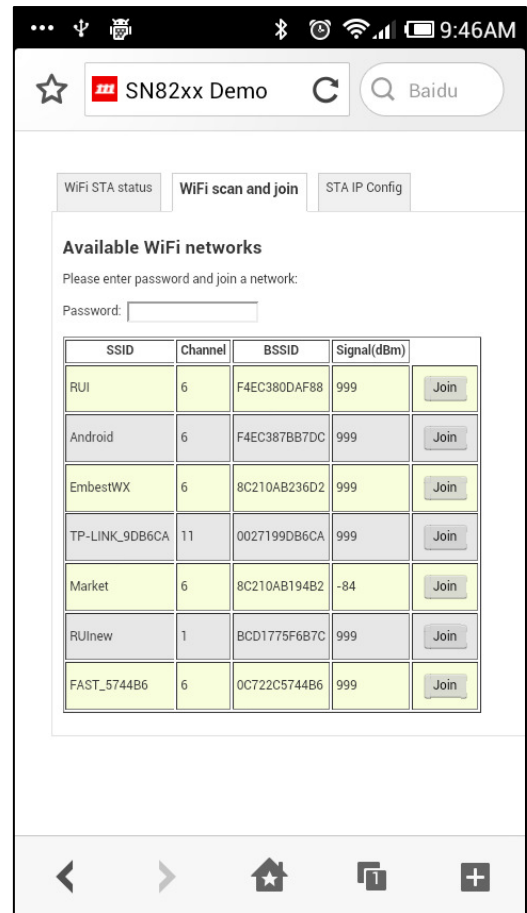 9:46AM
m SN82xx Demo
Baidu
WiFi STA status WiFi scan and join STA IP Config
Available WiFi networks
Please enter password and join a network:
Password:
SSID Channel BSSID Signal(dBm)
RUI 6 F4EC380DAF88 999 Join
Android 6 F4EC387BB7DC 999 Join
EmbestWX 6 8C210AB236D2 999 Join
TP-LINK_9DB6CA 11 0027199DB6CA 999 Join
Market 6 8C210AB194B2 -84 Join
RUInew 1 BCD1775F6B7C 999 Join
FAST_5744B6 6 0C722C5744B6 999 Join
1